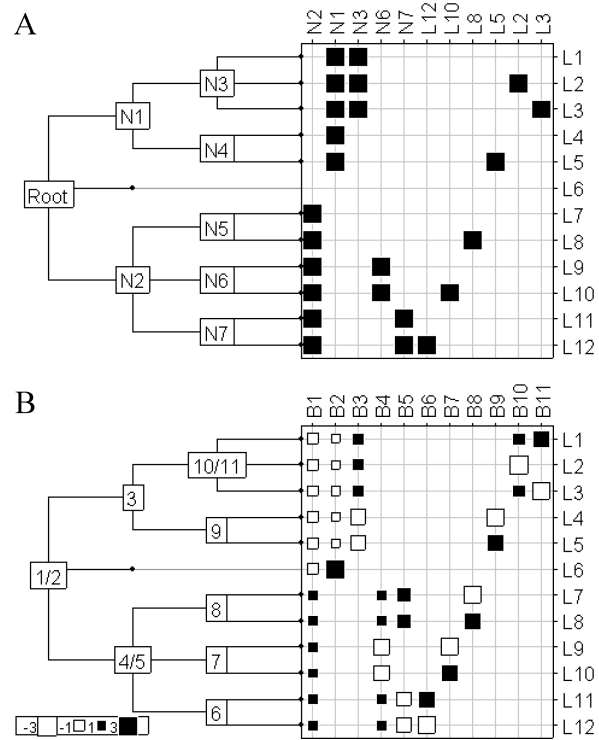 A
N2 N1 N3 N6 N7 L12 L10 L8 L5 L2 L3
L1
N3 L2
N1 L3
L4
N4 L5
Root L6
L7
N5 L8
L9
N2 N6 L10
L11
N7 L12
B
B1 B2 B3 B4 B5 B6 B7 B8 B9 B10 B11
L1
10/11 L2
3 L3
L4
9 L5
1/2 L6
L7
8 L8
L9
4/5 7 L10
L11
6 L12
-3 -1 1 3